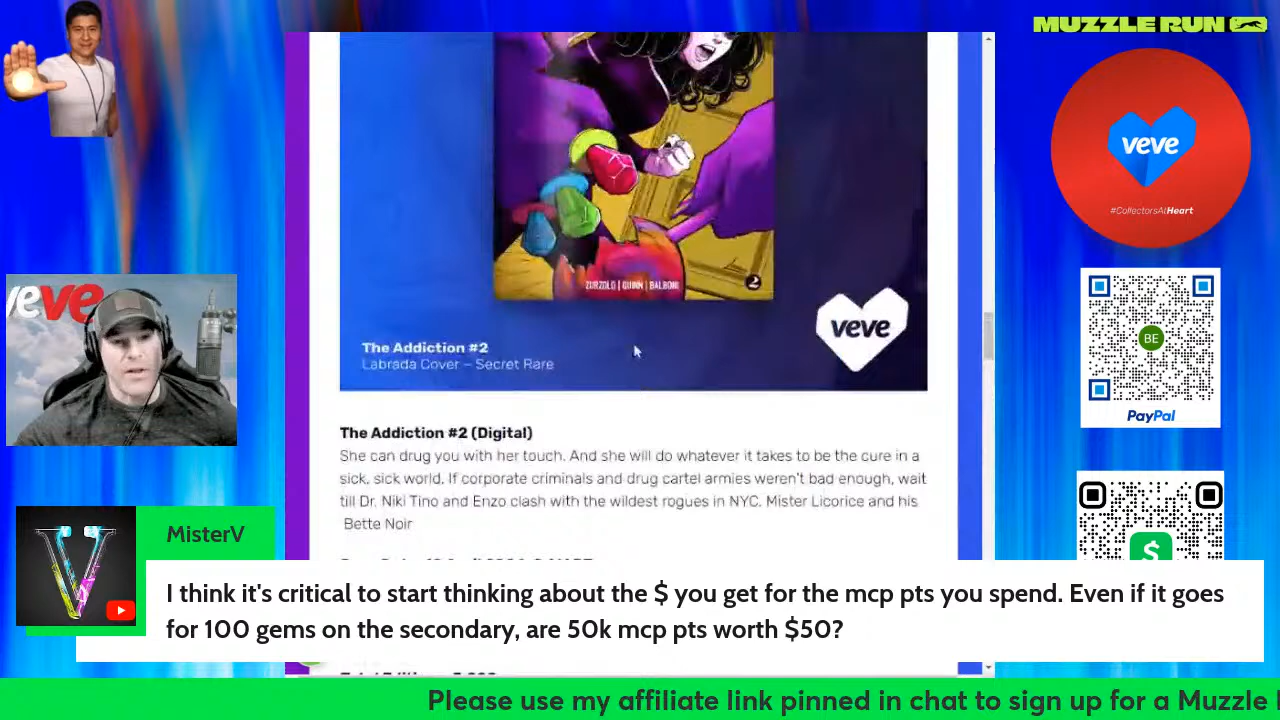 MUZZLE RUN
veve
#CollectorsAtHeart
eve
ZURZOLO | QUINN | BALBONI
2
veve
The Addiction #2
Labrada Cover – Secret Rare
BE
PayPal
The Addiction #2 (Digital)
She can drug you with her touch. And she will do whatever it takes to be the cure in a
sick, sick world. If corporate criminals and drug cartel armies weren't bad enough, wait
till Dr. Niki Tino and Enzo clash with the wildest rogues in NYC. Mister Licorice and his
Bette Noir
$
MisterV
I think it's critical to start thinking about the $ you get for the mcp pts you spend. Even if it goes
for 100 gems on the secondary, are 50k mcp pts worth $50?
Please use my affiliate link pinned in chat to sign up for a Muzzle